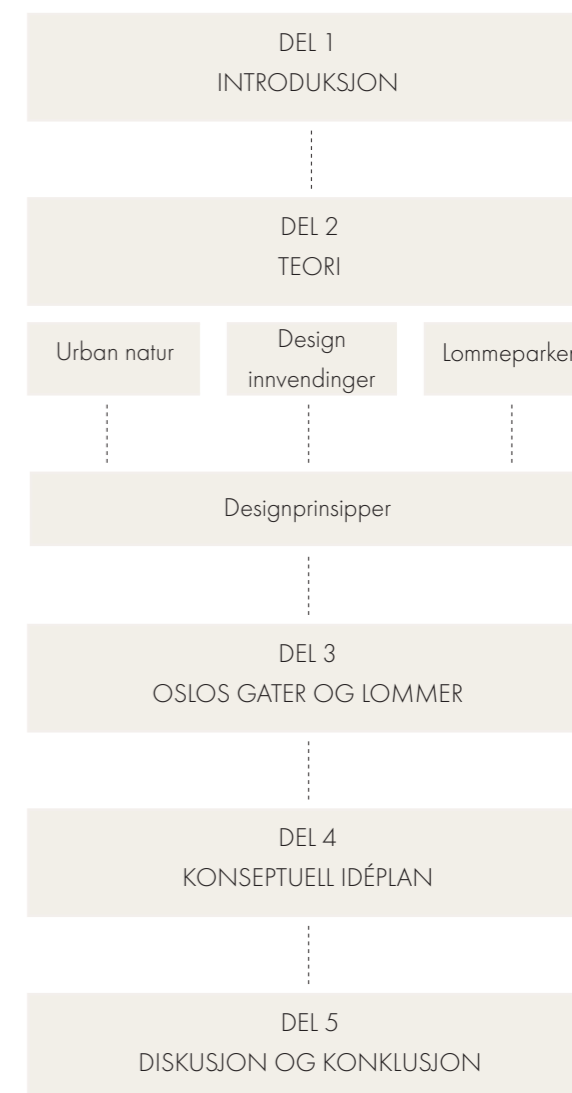 DEL 1
INTRODUKSJON
DEL 2
TEORI
Urban natur
Design
innvendinger
Lommeparker
Designprinsipper
DEL 3
OSLOS GATER OG LOMMER
DEL 4
KONSEPTUELL IDÉPLAN
DEL 5
DISKUSJON OG KONKLUSJON